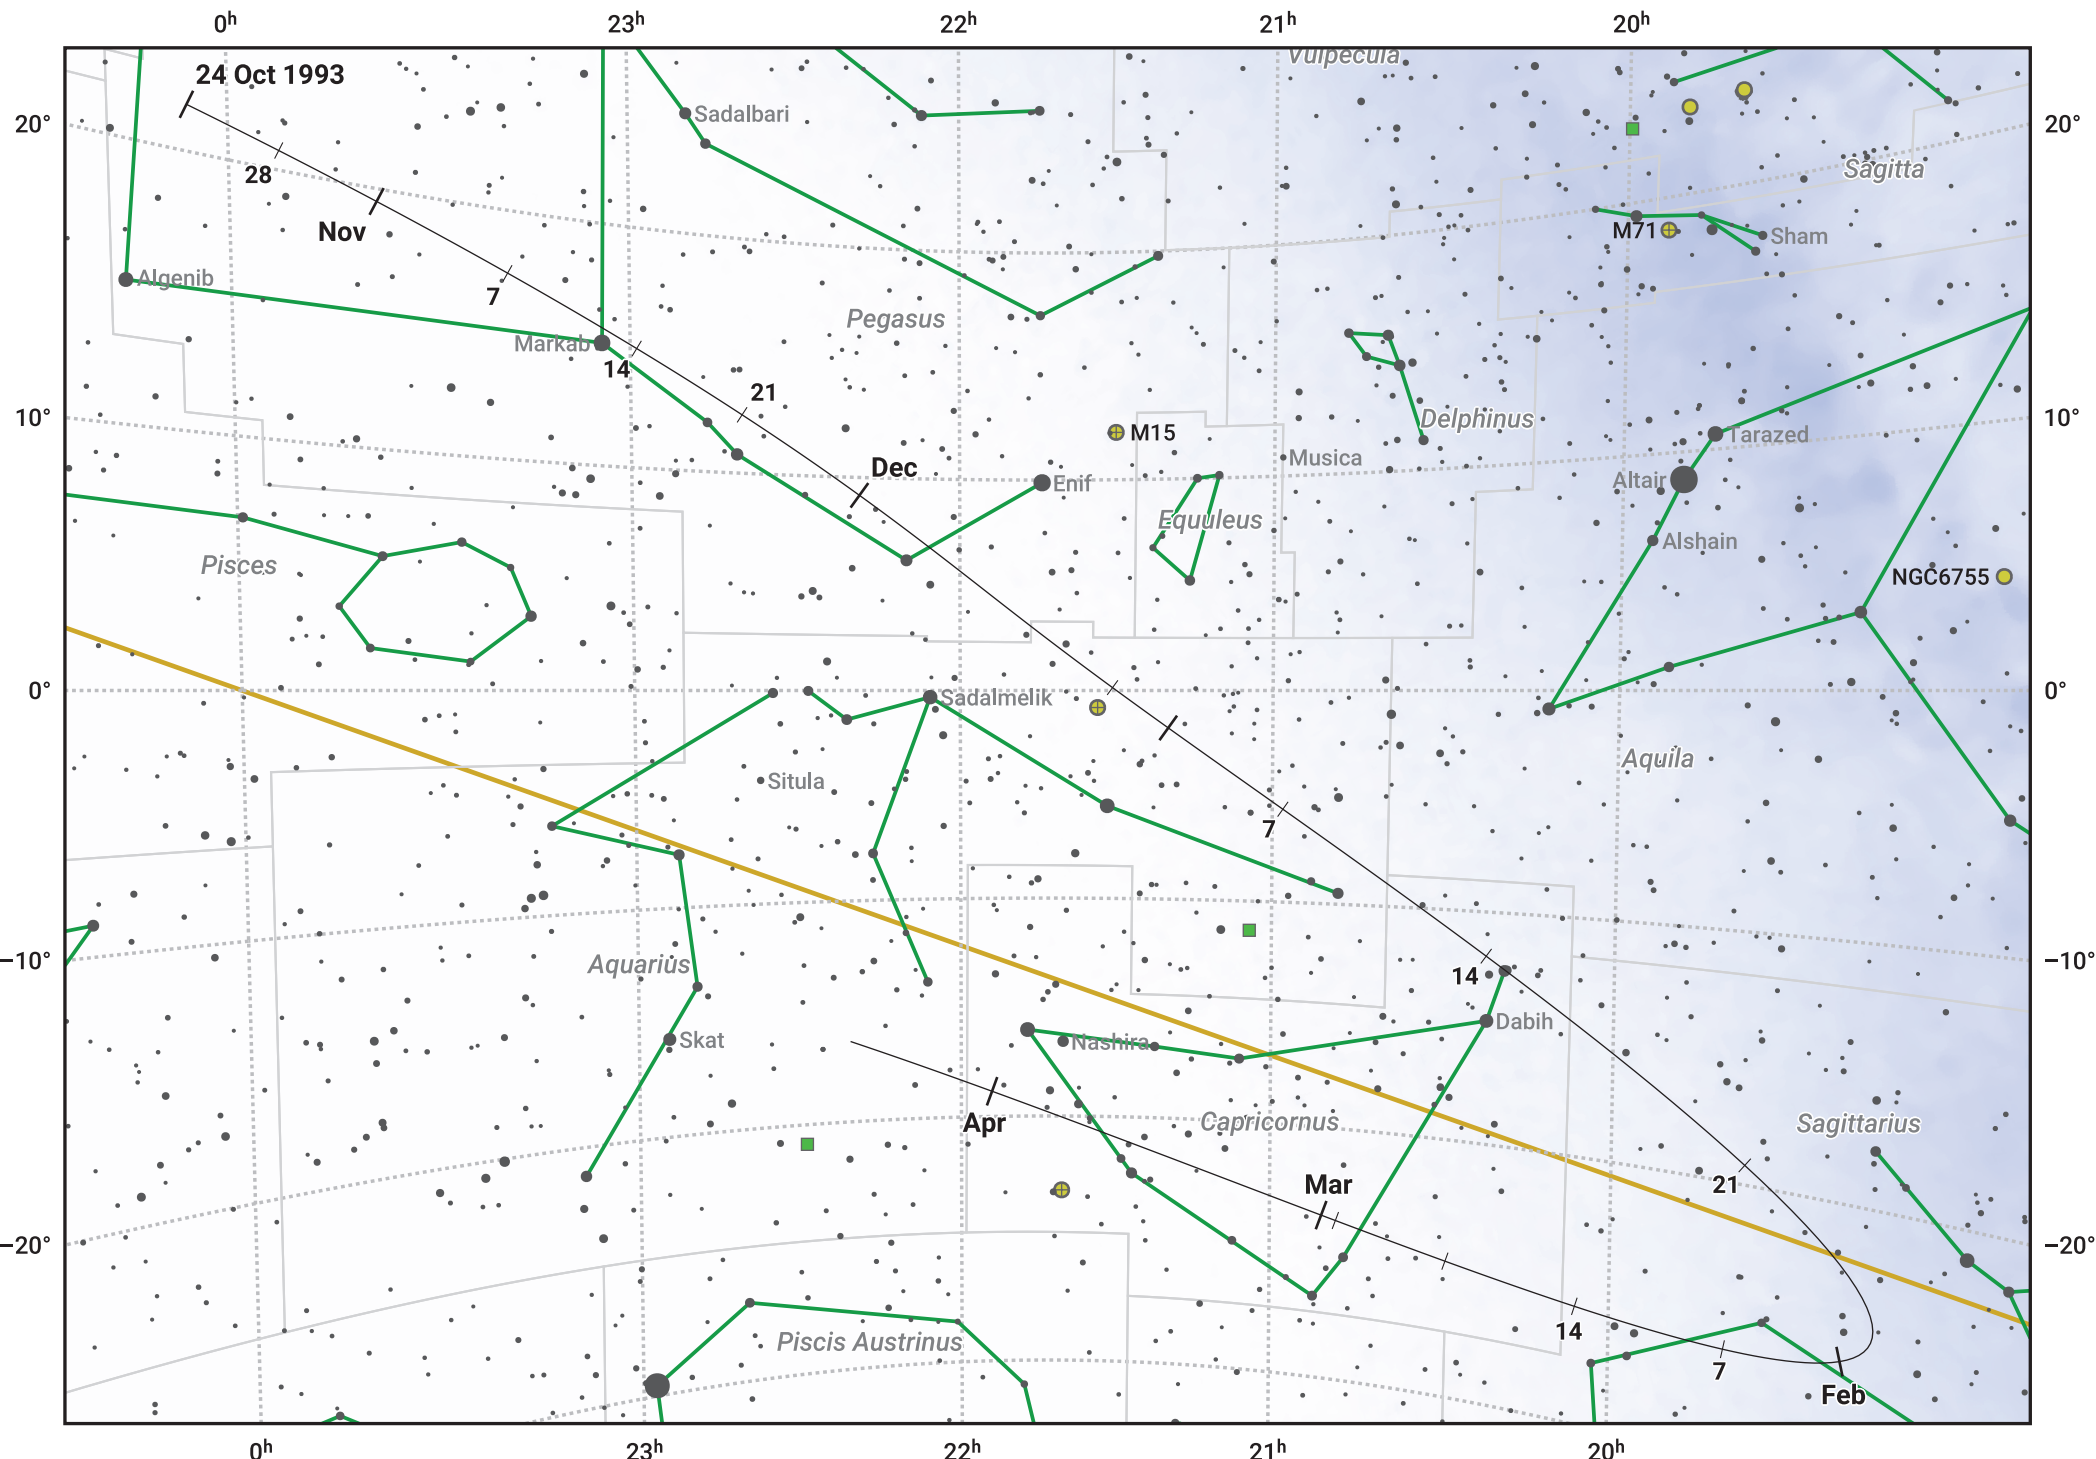 0ʰ 23ʰ 22ʰ 21ʰ 20ʰ
Vulpecula
24 Oct 1993
Sadalbari
20° 20°
28
Sagitta
Nov
M71 Sham
Algenib
7
Pegasus
Markab
14
21
Delphinus
10° 10°
M15
Tarazed
Musica
Dec
Enif
Altair
Equuleus
Alshain
Pisces
NGC6755
0° 0°
Sadalmelik
Aquila
Situla
7
−10° −10°
Aquarius
14
Dabih
Skat
Nashira
Apr
Capricornus
Sagittarius
Mar
21
−20° −20°
14
Piscis Austrinus
7
Feb
0ʰ 23ʰ 22ʰ 21ʰ 20ʰ